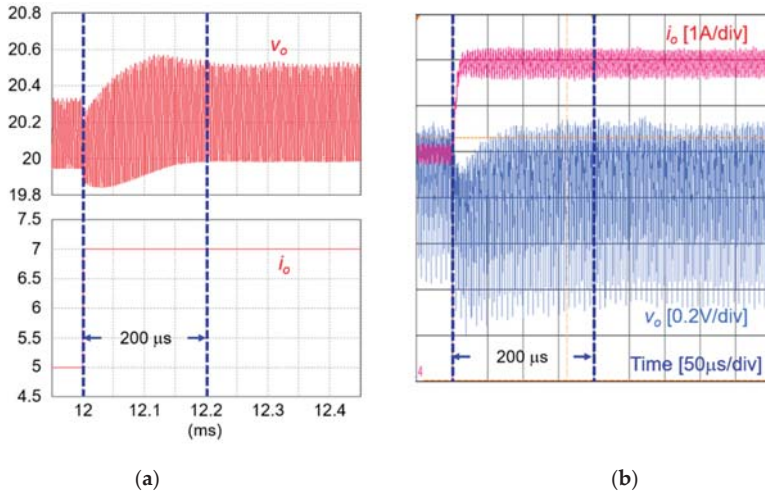 20.8
20.6
20.4
20.2
20
19.8
v_o
7.5
7
6.5
6
5.5
5
4.5
i_o
200 μs
12 12.1 12.2 12.3 12.4
(ms)
(a)
i_o [1A/div]
v_o [0.2V/div]
200 μs
Time [50μs/div]
4
(b)